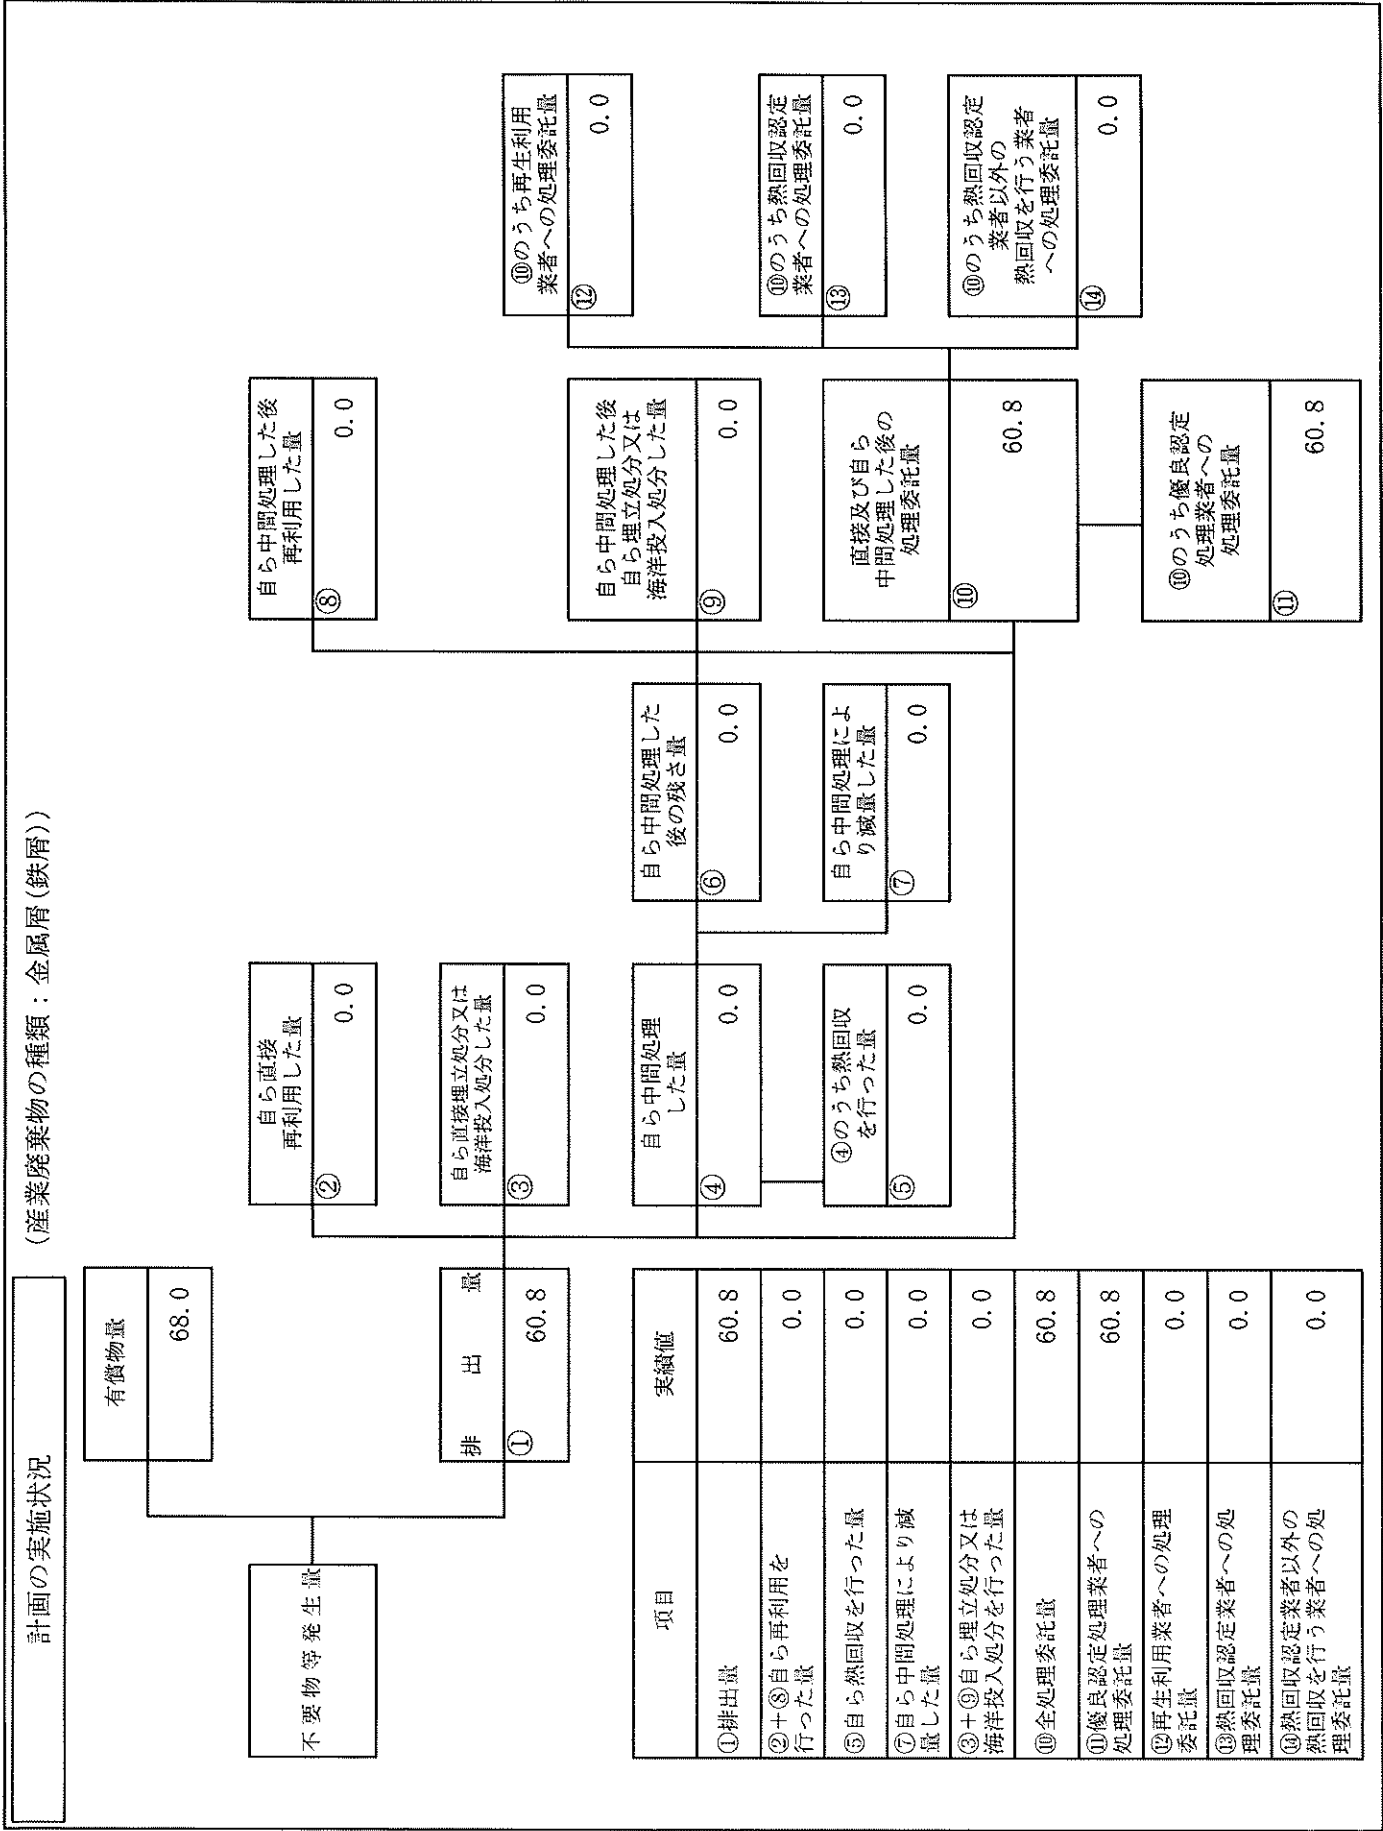 計画の実施状況
(産業廃棄物の種類：金属屑(鉄屑))
不要物等発生量
有償物量
68.0
排出量
①
60.8
自ら直接
再利用した量
②
0.0
自ら直接埋立処分又は
海洋投入処分した量
③
0.0
自ら中間処理
した量
④
0.0
④のうち熱回収
を行った量
⑤
0.0
自ら中間処理した
後の残さ量
⑥
0.0
自ら中間処理によ
り減量した量
⑦
0.0
自ら中間処理した後
再利用した量
⑧
0.0
自ら中間処理した後
自ら埋立処分又は
海洋投入処分した量
⑨
0.0
直接及び自ら
中間処理した後の
処理委託量
⑩
60.8
⑩のうち優良認定
処理業者への
処理委託量
⑪
60.8
⑩のうち再生利用
業者への処理委託量
⑫
0.0
⑩のうち熱回収認定
業者への処理委託量
⑬
0.0
⑩のうち熱回収認定
業者以外の
熱回収を行う業者
への処理委託量
⑭
0.0
項目 実績値
①排出量 60.8
②＋⑧自ら再利用を
行った量 0.0
⑤自ら熱回収を行った量 0.0
⑦自ら中間処理により減
量した量 0.0
③＋⑨自ら埋立処分又は
海洋投入処分を行った量 0.0
⑩全処理委託量 60.8
⑪優良認定処理業者への
処理委託量 60.8
⑫再生利用業者への処理
委託量 0.0
⑬熱回収認定業者への処
理委託量 0.0
⑭熱回収認定業者以外の
熱回収を行う業者への処
理委託量 0.0